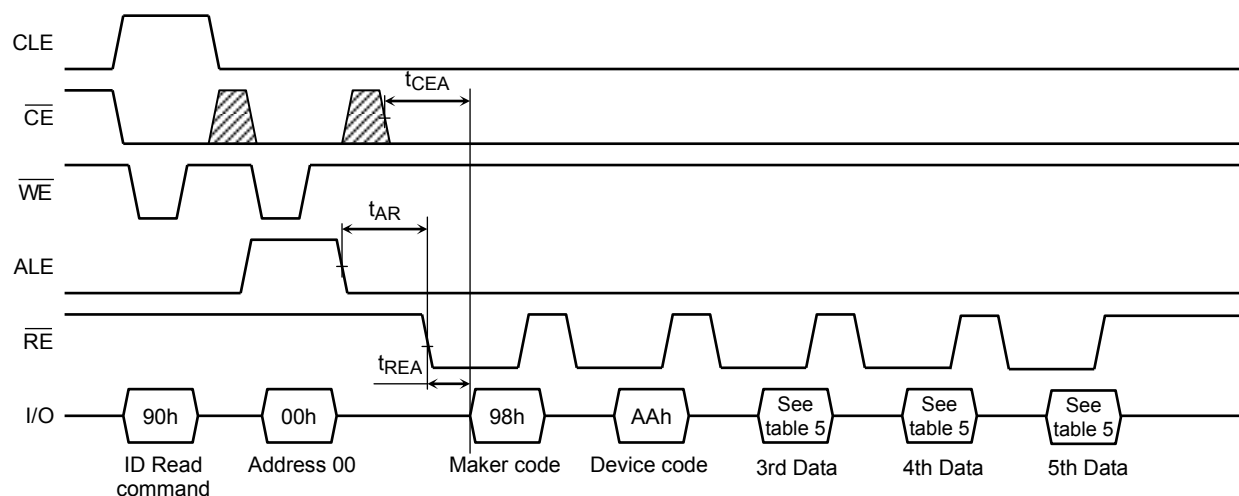 CLE
tCEA
CE
WE
tAR
ALE
RE
tREA
I/O
90h
00h
98h
AAh
See
table 5
See
table 5
See
table 5
ID Read
command
Address 00
Maker code
Device code
3rd Data
4th Data
5th Data